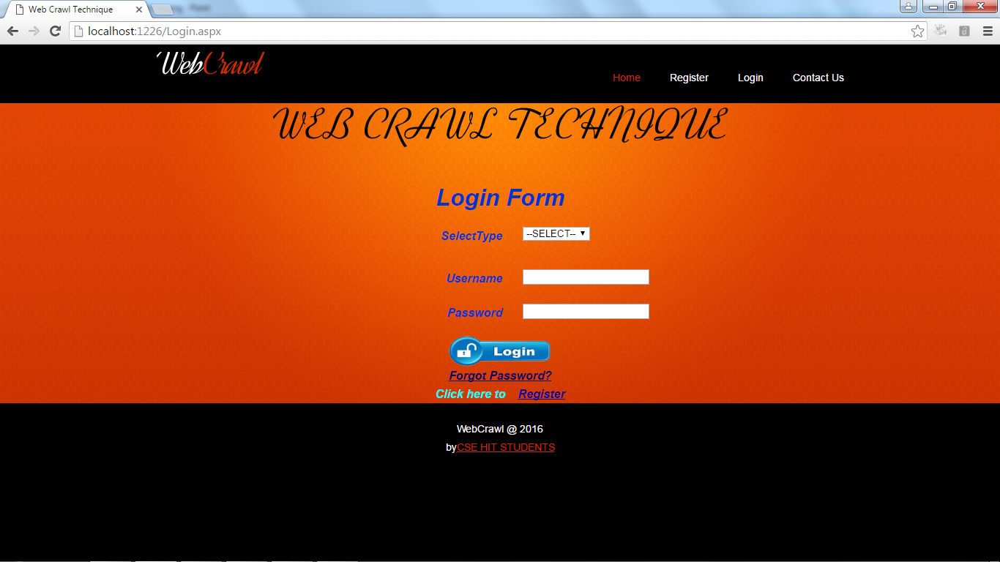 Web Crawl Technique
localhost:1226/Login.aspx
WebCrawl
Home Register Login Contact Us
WEB CRAWL TECHNIQUE
Login Form
SelectType --SELECT--
Username
Password
Login
Forgot Password?
Click here to Register
WebCrawl @ 2016
byCSE HIT STUDENTS